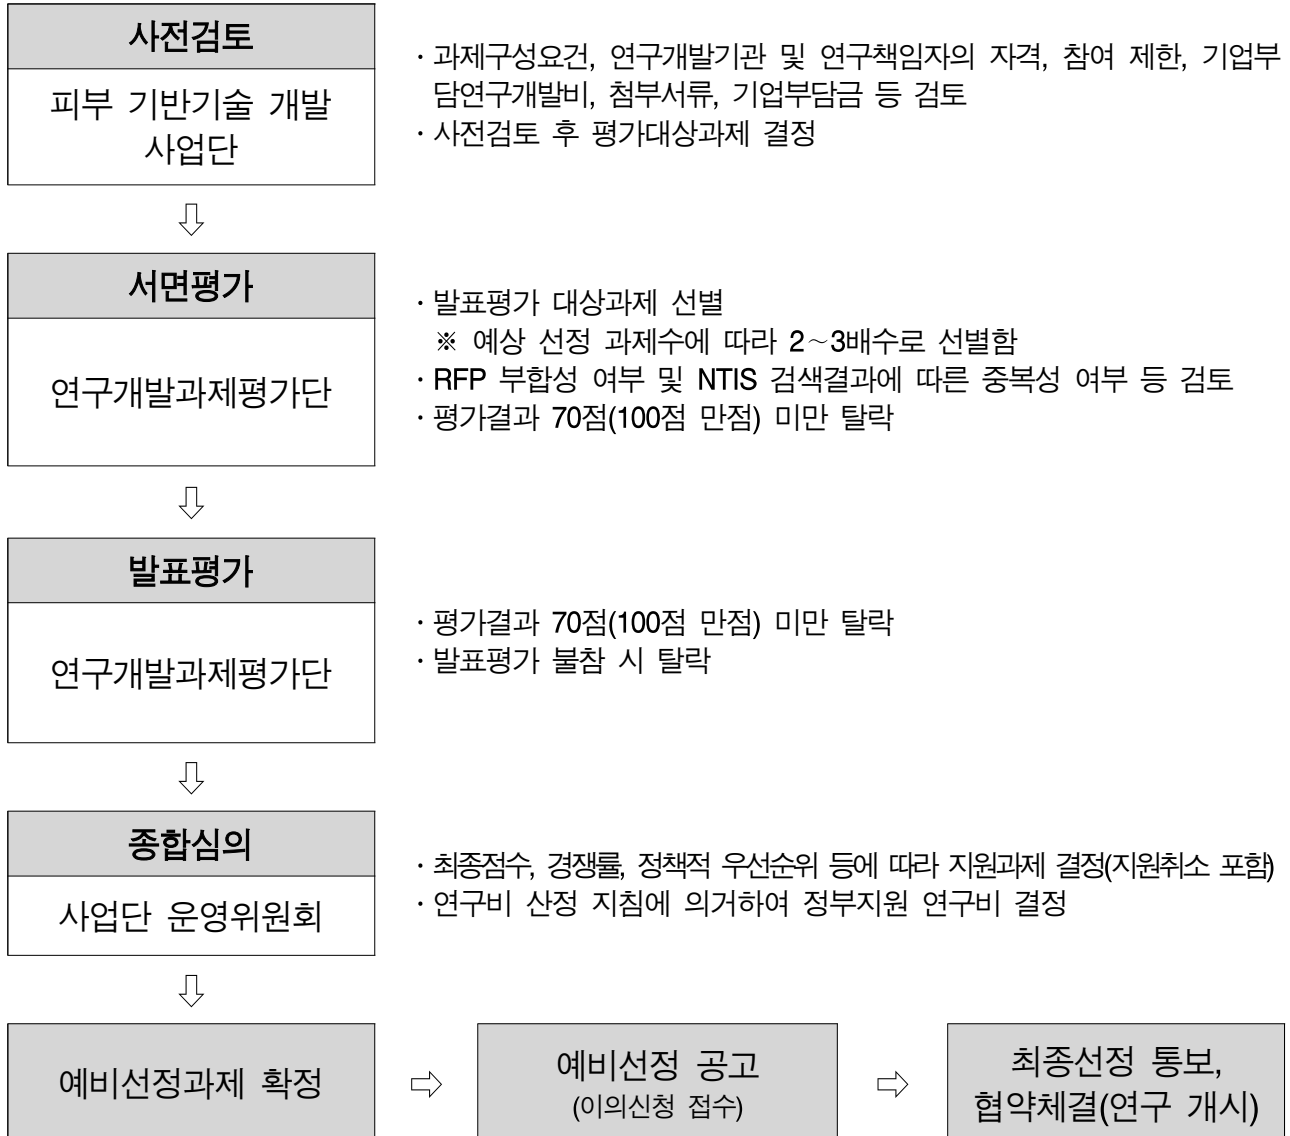 사전검토
피부 기반기술 개발
사업단
· 과제구성요건, 연구개발기관 및 연구책임자의 자격, 참여 제한, 기업부
담연구개발비, 첨부서류, 기업부담금 등 검토
· 사전검토 후 평가대상과제 결정
⇩
서면평가
연구개발과제평가단
· 발표평가 대상과제 선별
※ 예상 선정 과제수에 따라 2~3배수로 선별함
· RFP 부합성 여부 및 NTIS 검색결과에 따른 중복성 여부 등 검토
· 평가결과 70점(100점 만점) 미만 탈락
⇩
발표평가
연구개발과제평가단
· 평가결과 70점(100점 만점) 미만 탈락
· 발표평가 불참 시 탈락
⇩
종합심의
사업단 운영위원회
· 최종점수, 경쟁률, 정책적 우선순위 등에 따라 지원과제 결정(지원취소 포함)
· 연구비 산정 지침에 의거하여 정부지원 연구비 결정
⇩
예비선정과제 확정
⇨
예비선정 공고
(이의신청 접수)
⇨
최종선정 통보,
협약체결(연구 개시)